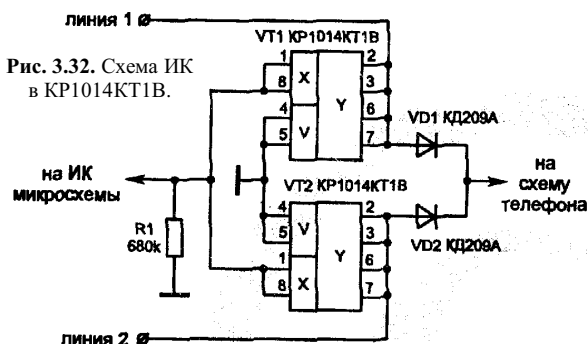 линия 1
VT1 КР1014КТ1В
Рис. 3.32. Схема ИК
в КР1014КТ1В.
1
8
4
5
X
V
Y
2
3
6
7
VD1 КД209А
на ИК
микросхемы
на
схему
телефона
VT2 КР1014КТ1В
R1
680k
4
5
1
8
V
X
Y
2
3
6
7
VD2 КД209А
линия 2